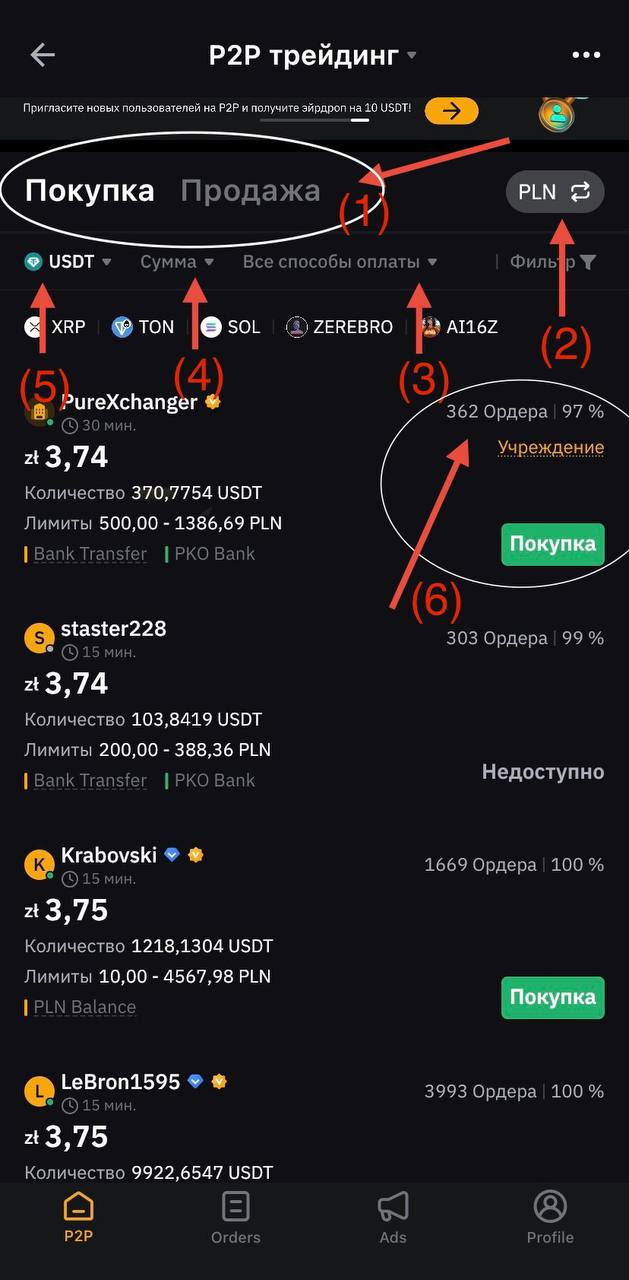 P2P трейдинг
Пригласите новых пользователей на P2P и получите эйрдроп на 10 USDT!
Покупка Продажа (1) PLN
USDT Сумма Все способы оплаты Фильтр
XRP TON SOL ZEREBRO AI16Z
(5) (4) (3) (2)
PureXchanger 362 Ордера | 97 %
30 мин. Учреждение
zł 3,74
Количество 370,7754 USDT
Лимиты 500,00 - 1386,69 PLN
Bank Transfer PKO Bank Покупка
(6)
staster228 303 Ордера | 99 %
S
15 мин.
zł 3,74
Количество 103,8419 USDT
Лимиты 200,00 - 388,36 PLN
Bank Transfer PKO Bank Недоступно
Krabovski 1669 Ордера | 100 %
K
15 мин.
zł 3,75
Количество 1218,1304 USDT
Лимиты 10,00 - 4567,98 PLN
PLN Balance Покупка
LeBron1595 3993 Ордера | 100 %
L
15 мин.
zł 3,75
Количество 9922,6547 USDT
P2P Orders Ads Profile